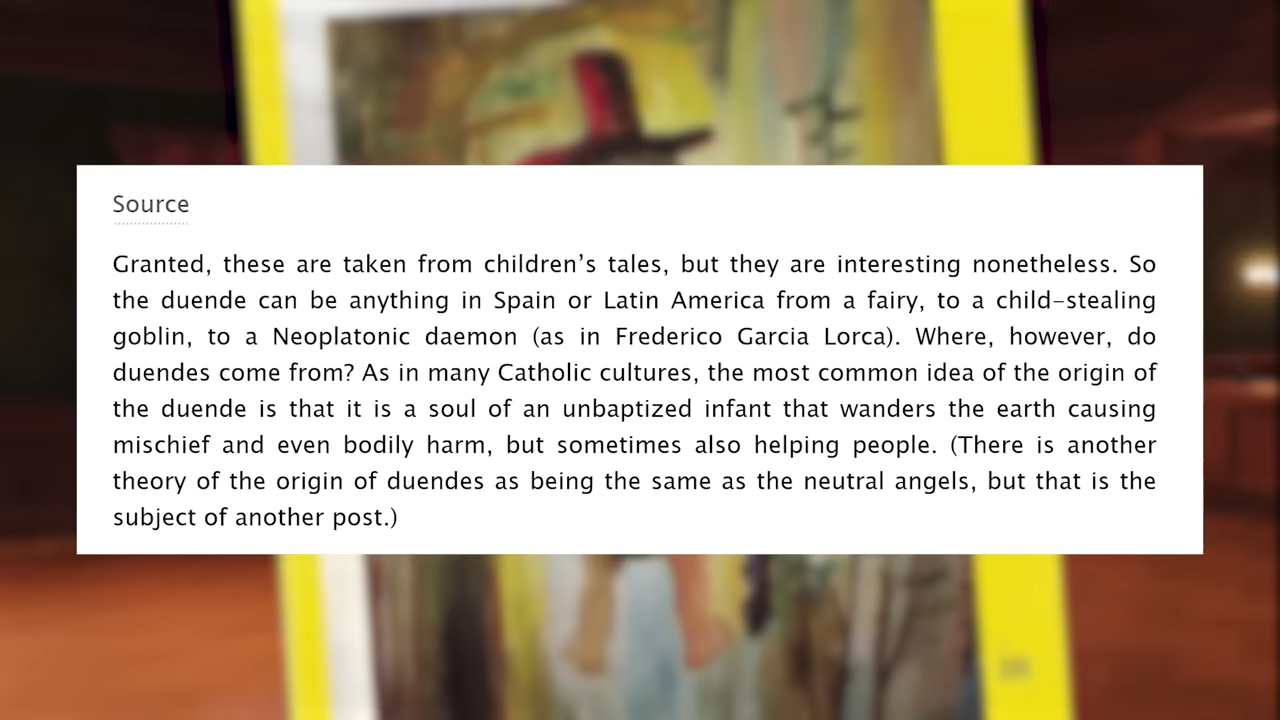 Source
Granted, these are taken from children’s tales, but they are interesting nonetheless. So
the duende can be anything in Spain or Latin America from a fairy, to a child–stealing
goblin, to a Neoplatonic daemon (as in Frederico Garcia Lorca). Where, however, do
duendes come from? As in many Catholic cultures, the most common idea of the origin of
the duende is that it is a soul of an unbaptized infant that wanders the earth causing
mischief and even bodily harm, but sometimes also helping people. (There is another
theory of the origin of duendes as being the same as the neutral angels, but that is the
subject of another post.)